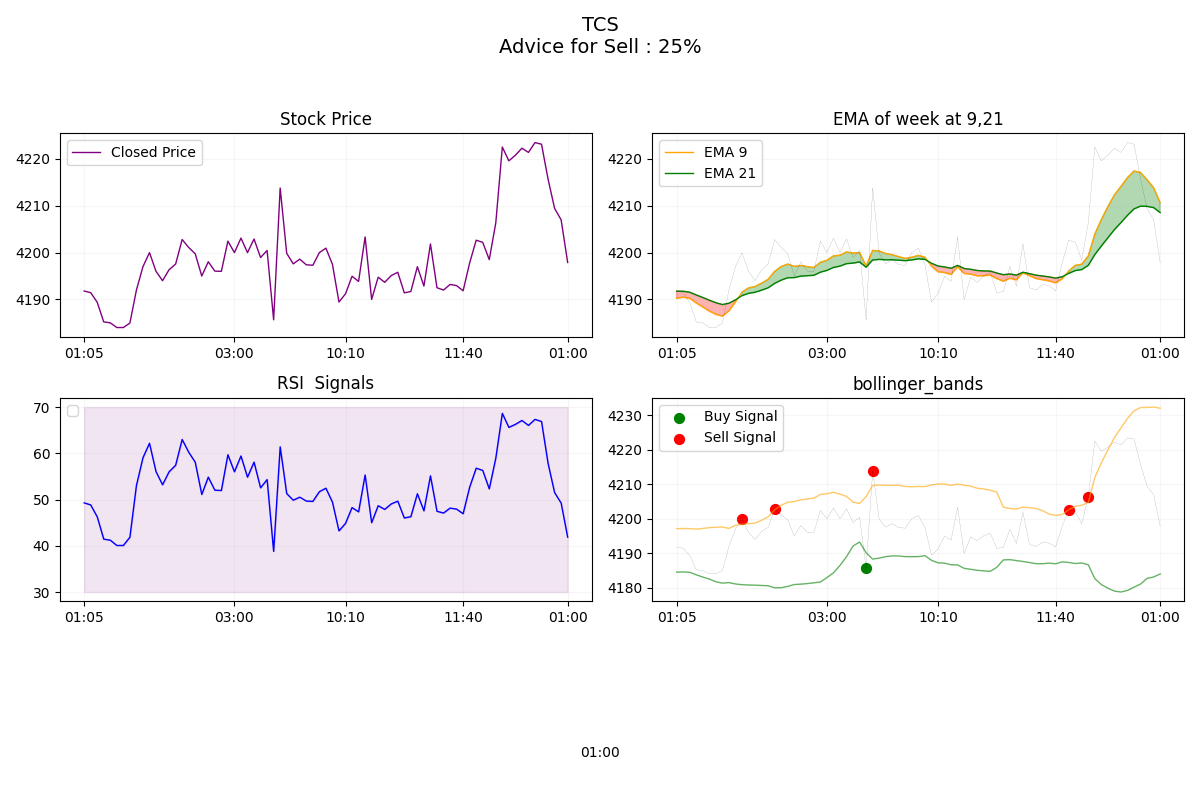 TCS
Advice for Sell : 25%
Stock Price
Closed Price
4220
4210
4200
4190
01:05 03:00 10:10 11:40 01:00
EMA of week at 9,21
EMA 9
EMA 21
4220
4210
4200
4190
01:05 03:00 10:10 11:40 01:00
RSI  Signals
70
60
50
40
30
01:05 03:00 10:10 11:40 01:00
bollinger_bands
Buy Signal
Sell Signal
4230
4220
4210
4200
4190
4180
01:05 03:00 10:10 11:40 01:00
01:00